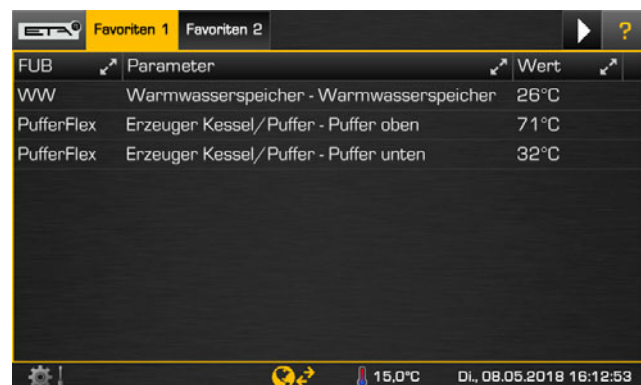 ETA Favoriten 1 Favoriten 2 ?
FUB Parameter Wert
WW Warmwasserspeicher - Warmwasserspeicher 26°C
PufferFlex Erzeuger Kessel/Puffer - Puffer oben 71°C
PufferFlex Erzeuger Kessel/Puffer - Puffer unten 32°C
15,0°C Di., 08.05.2018 16:12:53